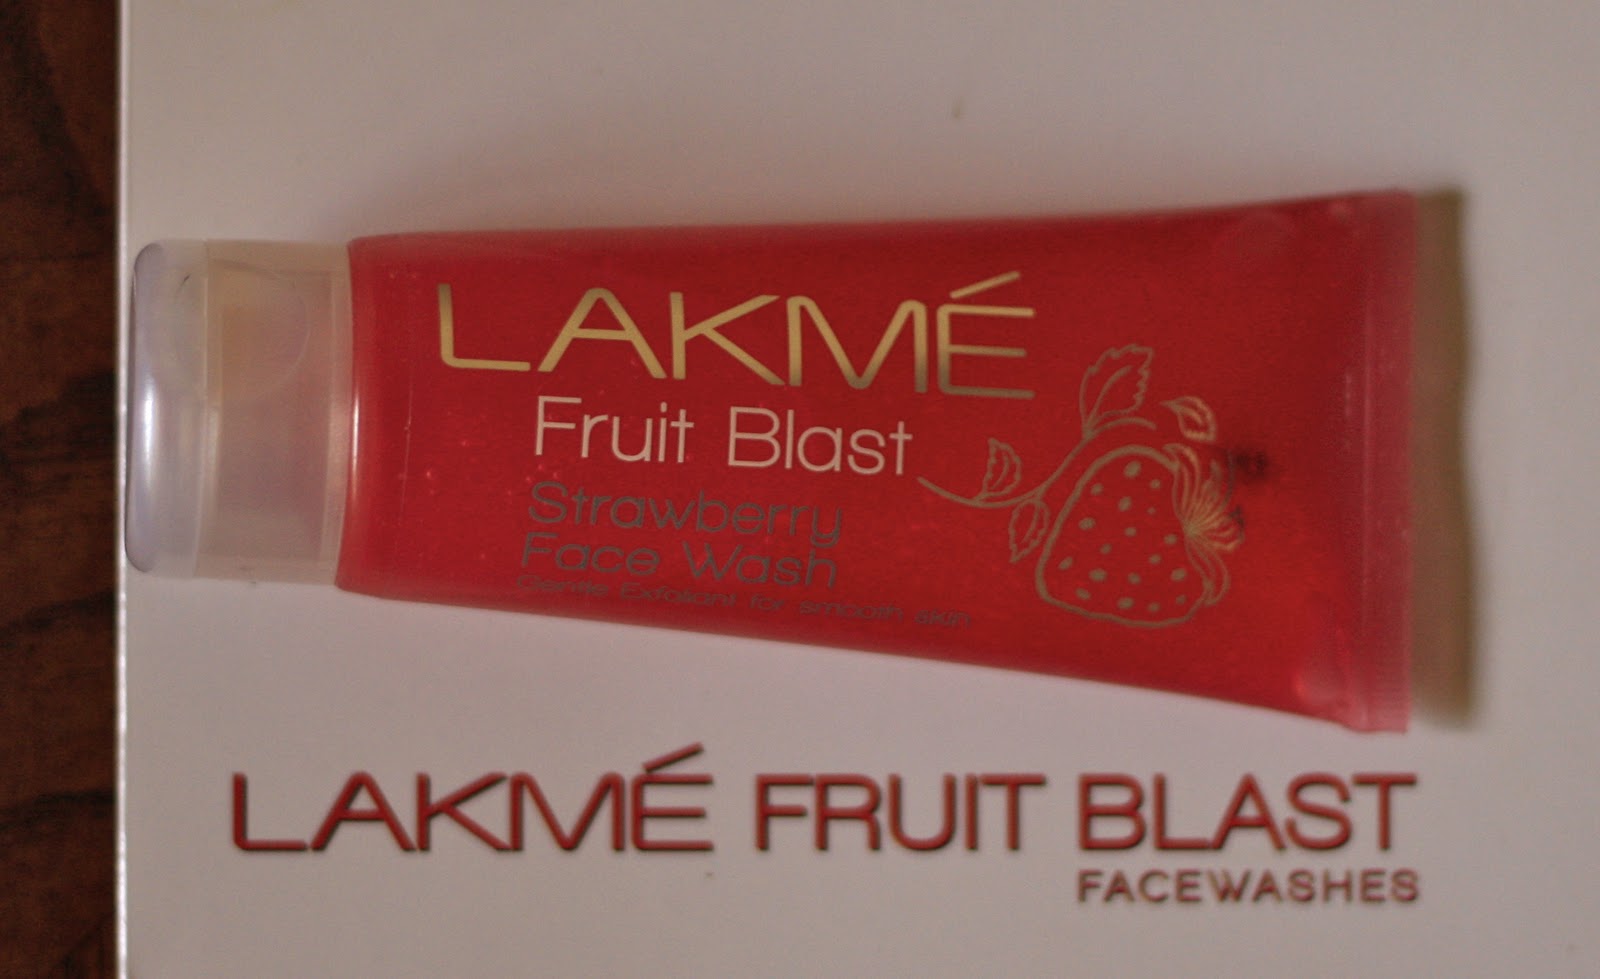 LAKMÉ
Fruit Blast
Strawberry
Face Wash
Gentle Exfoliant for smooth skin
LAKMÉ FRUIT BLAST
FACEWASHES